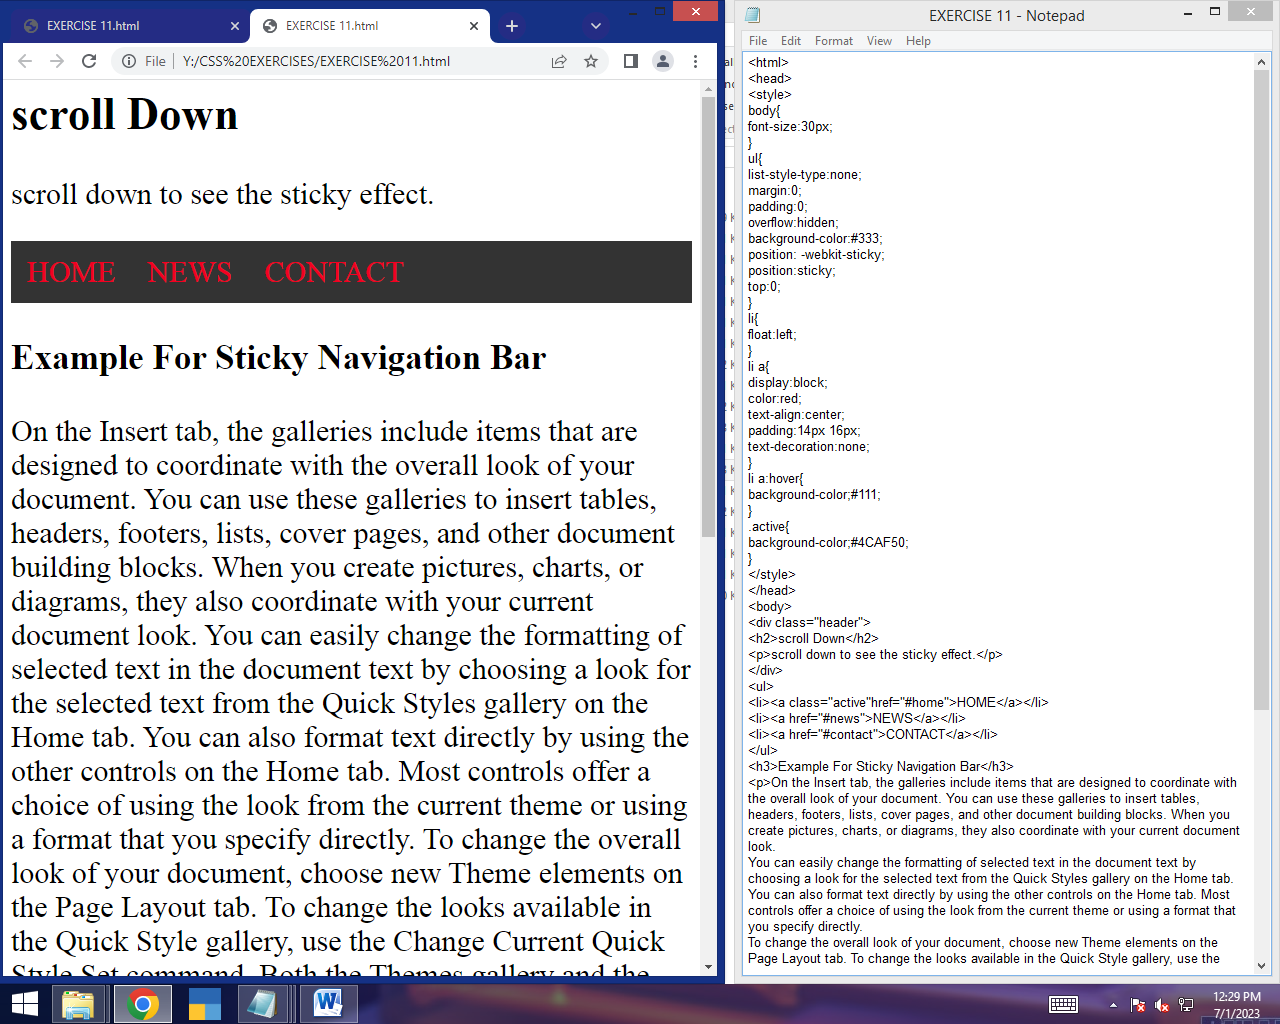 EXERCISE 11.html
EXERCISE 11.html
File
Y:/CSS%20EXERCISES/EXERCISE%2011.html
scroll Down
scroll down to see the sticky effect.
HOME NEWS CONTACT
Example For Sticky Navigation Bar
On the Insert tab, the galleries include items that are
designed to coordinate with the overall look of your
document. You can use these galleries to insert tables,
headers, footers, lists, cover pages, and other document
building blocks. When you create pictures, charts, or
diagrams, they also coordinate with your current
document look. You can easily change the formatting of
selected text in the document text by choosing a look for
the selected text from the Quick Styles gallery on the
Home tab. You can also format text directly by using the
other controls on the Home tab. Most controls offer a
choice of using the look from the current theme or using
a format that you specify directly. To change the overall
look of your document, choose new Theme elements on
the Page Layout tab. To change the looks available in
the Quick Style gallery, use the Change Current Quick
Style Set command. Both the Themes gallery and the
EXERCISE 11 - Notepad
File Edit Format View Help
<html>
<head>
<style>
body{
font-size:30px;
}
ul{
list-style-type:none;
margin:0;
padding:0;
overflow:hidden;
background-color:#333;
position: -webkit-sticky;
position:sticky;
top:0;
}
li{
float:left;
}
li a{
display:block;
color:red;
text-align:center;
padding:14px 16px;
text-decoration:none;
}
li a:hover{
background-color;#111;
}
.active{
background-color;#4CAF50;
}
</style>
</head>
<body>
<div class="header">
<h2>scroll Down</h2>
<p>scroll down to see the sticky effect.</p>
</div>
<ul>
<li><a class="active"href="#home">HOME</a></li>
<li><a href="#news">NEWS</a></li>
<li><a href="#contact">CONTACT</a></li>
</ul>
<h3>Example For Sticky Navigation Bar</h3>
<p>On the Insert tab, the galleries include items that are designed to coordinate with
the overall look of your document. You can use these galleries to insert tables,
headers, footers, lists, cover pages, and other document building blocks. When you
create pictures, charts, or diagrams, they also coordinate with your current document
look.
You can easily change the formatting of selected text in the document text by
choosing a look for the selected text from the Quick Styles gallery on the Home tab.
You can also format text directly by using the other controls on the Home tab. Most
controls offer a choice of using the look from the current theme or using a format that
you specify directly.
To change the overall look of your document, choose new Theme elements on the
Page Layout tab. To change the looks available in the Quick Style gallery, use the
12:29 PM
7/1/2023